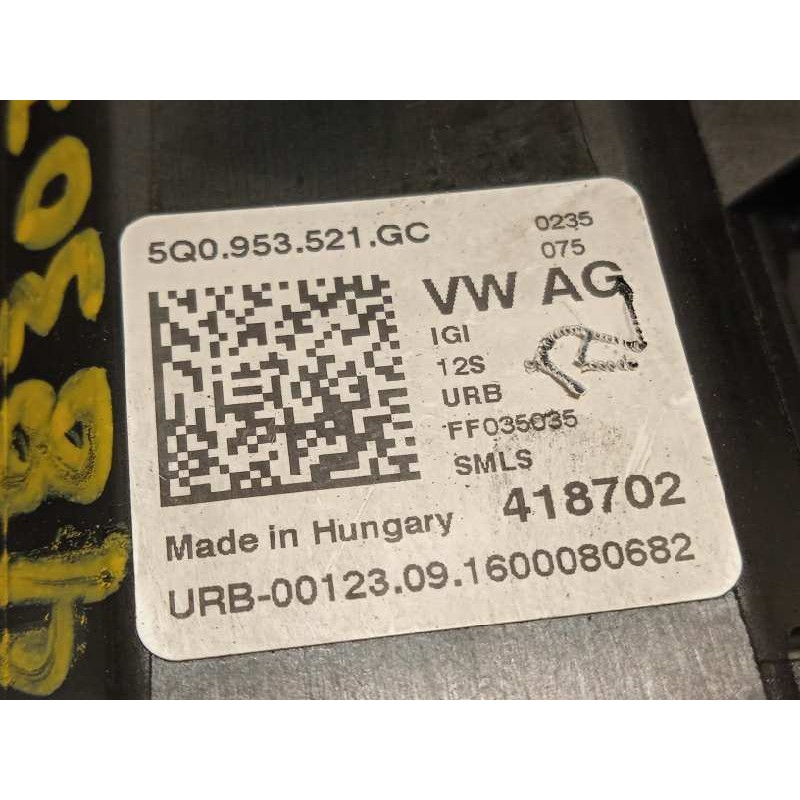 5Q0.953.521.GC
0235
075
VW AG
IGI
12S
URB
FF035035
SMLS
418702
Made in Hungary
URB-00123.09.1600080682